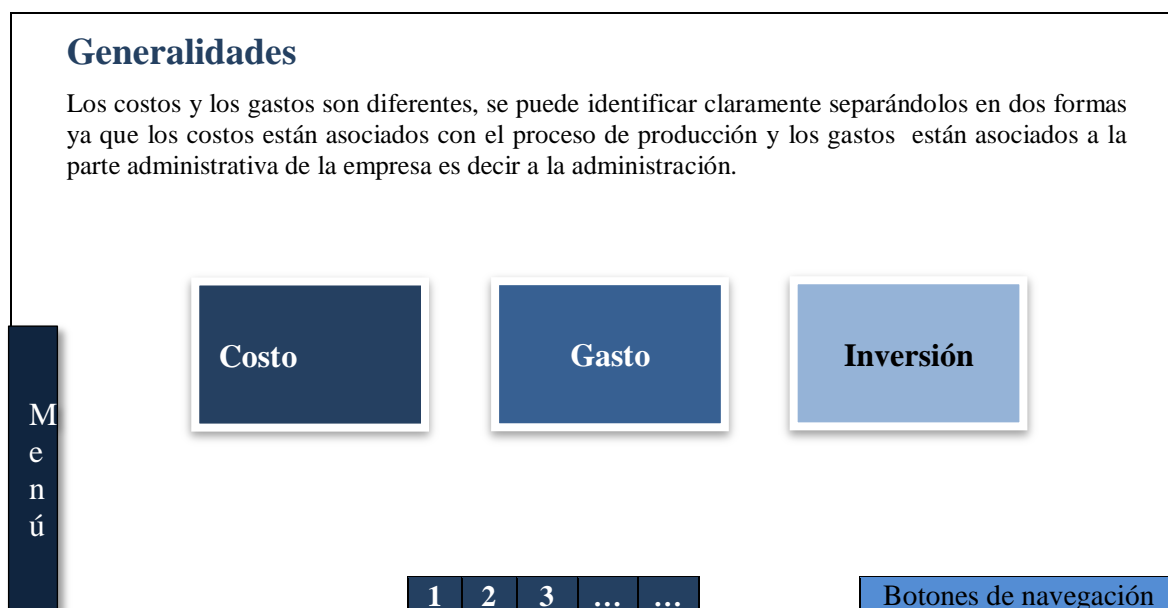 Generalidades
Los costos y los gastos son diferentes, se puede identificar claramente separándolos en dos formas
ya que los costos están asociados con el proceso de producción y los gastos están asociados a la
parte administrativa de la empresa es decir a la administración.
Costo
Gasto
Inversión
M
e
n
ú
1 2 3 … …
Botones de navegación